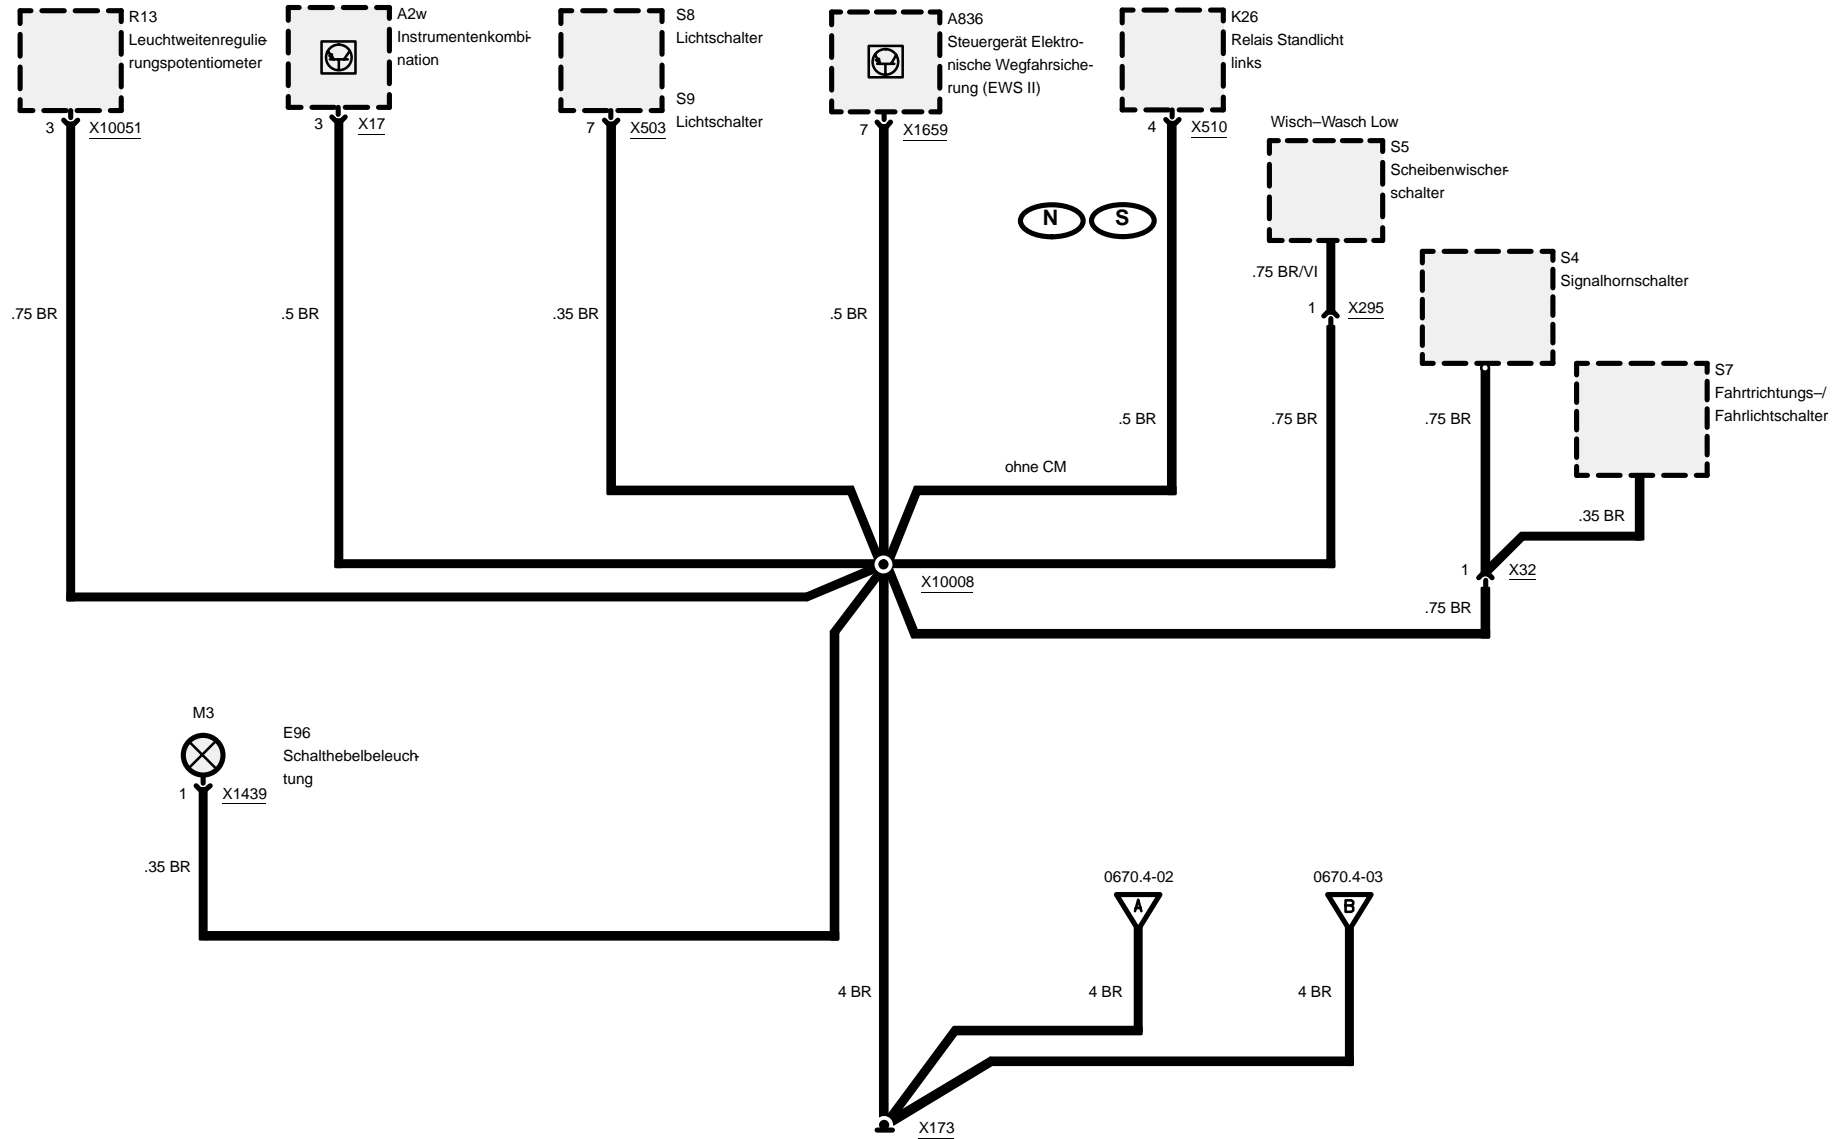 R13
Leuchtweitenregulie-
rungspotentiometer
3 X10051
A2w
Instrumentenkombi-
nation
3 X17
S8
Lichtschalter
S9
Lichtschalter
7 X503
A836
Steuergerät Elektro-
nische Wegfahrsiche-
rung (EWS II)
7 X1659
K26
Relais Standlicht
links
4 X510
Wisch–Wasch Low
S5
Scheibenwischer-
schalter
N S
.75 BR/VI
1 X295
S4
Signalhornschalter
S7
Fahrtrichtungs–/
Fahrlichtschalter
.75 BR
.5 BR
.35 BR
.5 BR
.5 BR
.75 BR
.75 BR
ohne CM
.35 BR
1 X32
.75 BR
X10008
M3
E96
Schalthebelbeleuch-
tung
1 X1439
.35 BR
0670.4-02
A
0670.4-03
B
4 BR
4 BR
4 BR
X173